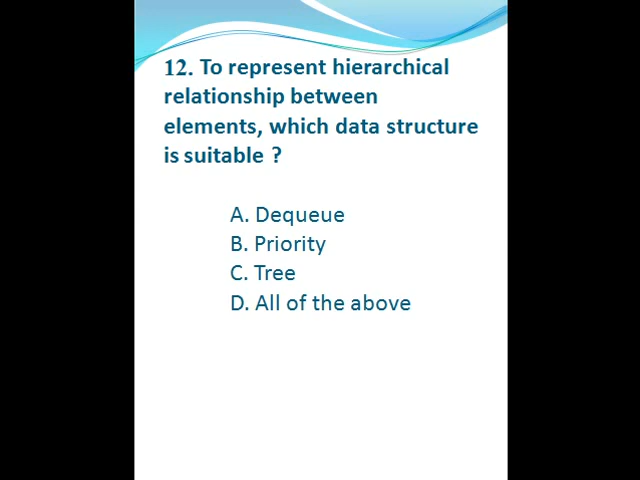 12. To represent hierarchical
relationship between
elements, which data structure
is suitable ?
A. Dequeue
B. Priority
C. Tree
D. All of the above